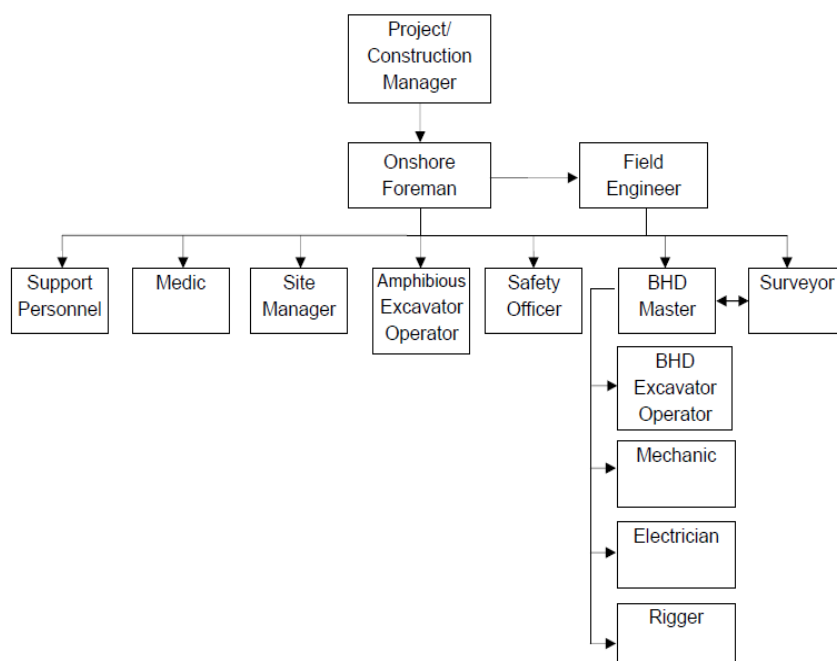 Project/
Construction
Manager
Onshore
Foreman
Field
Engineer
Support
Personnel
Medic
Site
Manager
Amphibious
Excavator
Operator
Safety
Officer
BHD
Master
Surveyor
BHD
Excavator
Operator
Mechanic
Electrician
Rigger